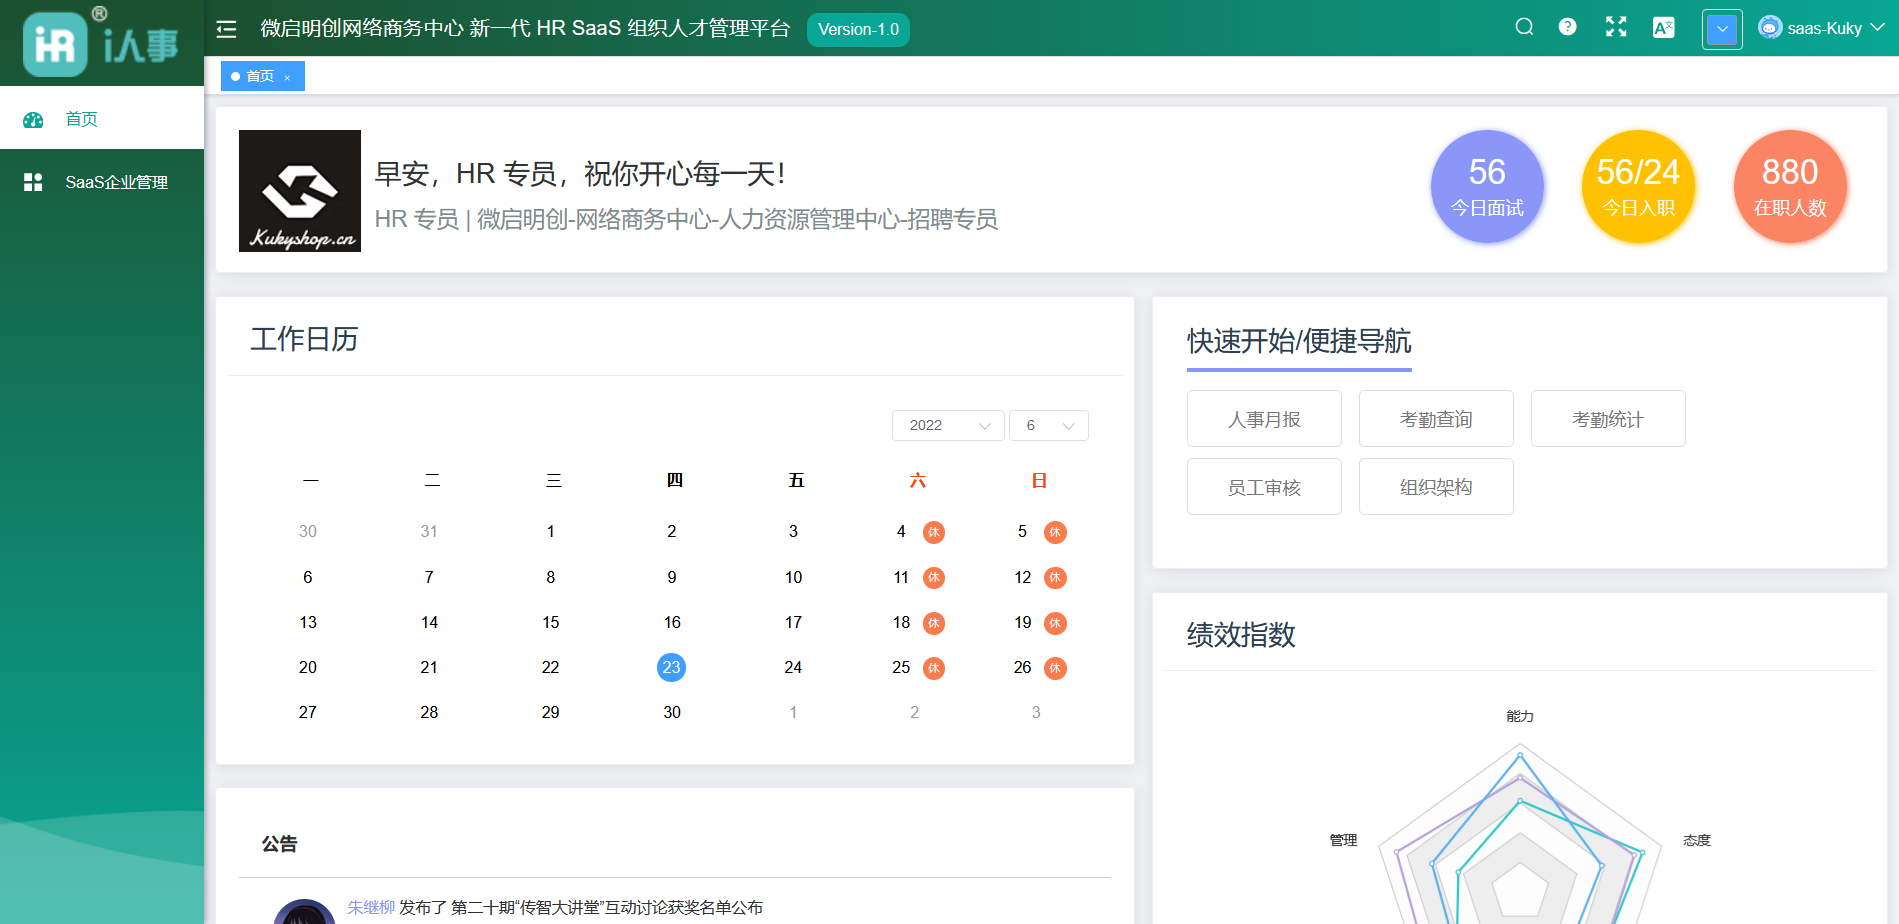 iHR ® i人事
微启明创网络商务中心 新一代 HR SaaS 组织人才管理平台 Version-1.0
saas-Kuky
首页 ×
首页
SaaS企业管理
Kukyshop.cn
早安，HR 专员，祝你开心每一天！
HR 专员 | 微启明创-网络商务中心-人力资源管理中心-招聘专员
56
今日面试
56/24
今日入职
880
在职人数
工作日历
2022 6
一 二 三 四 五 六 日
30 31 1 2 3 4 休 5 休
6 7 8 9 10 11 休 12 休
13 14 15 16 17 18 休 19 休
20 21 22 23 24 25 休 26 休
27 28 29 30 1 2 3
快速开始/便捷导航
人事月报 考勤查询 考勤统计
员工审核 组织架构
绩效指数
能力
管理 态度
公告
朱继柳 发布了 第二十期“传智大讲堂”互动讨论获奖名单公布